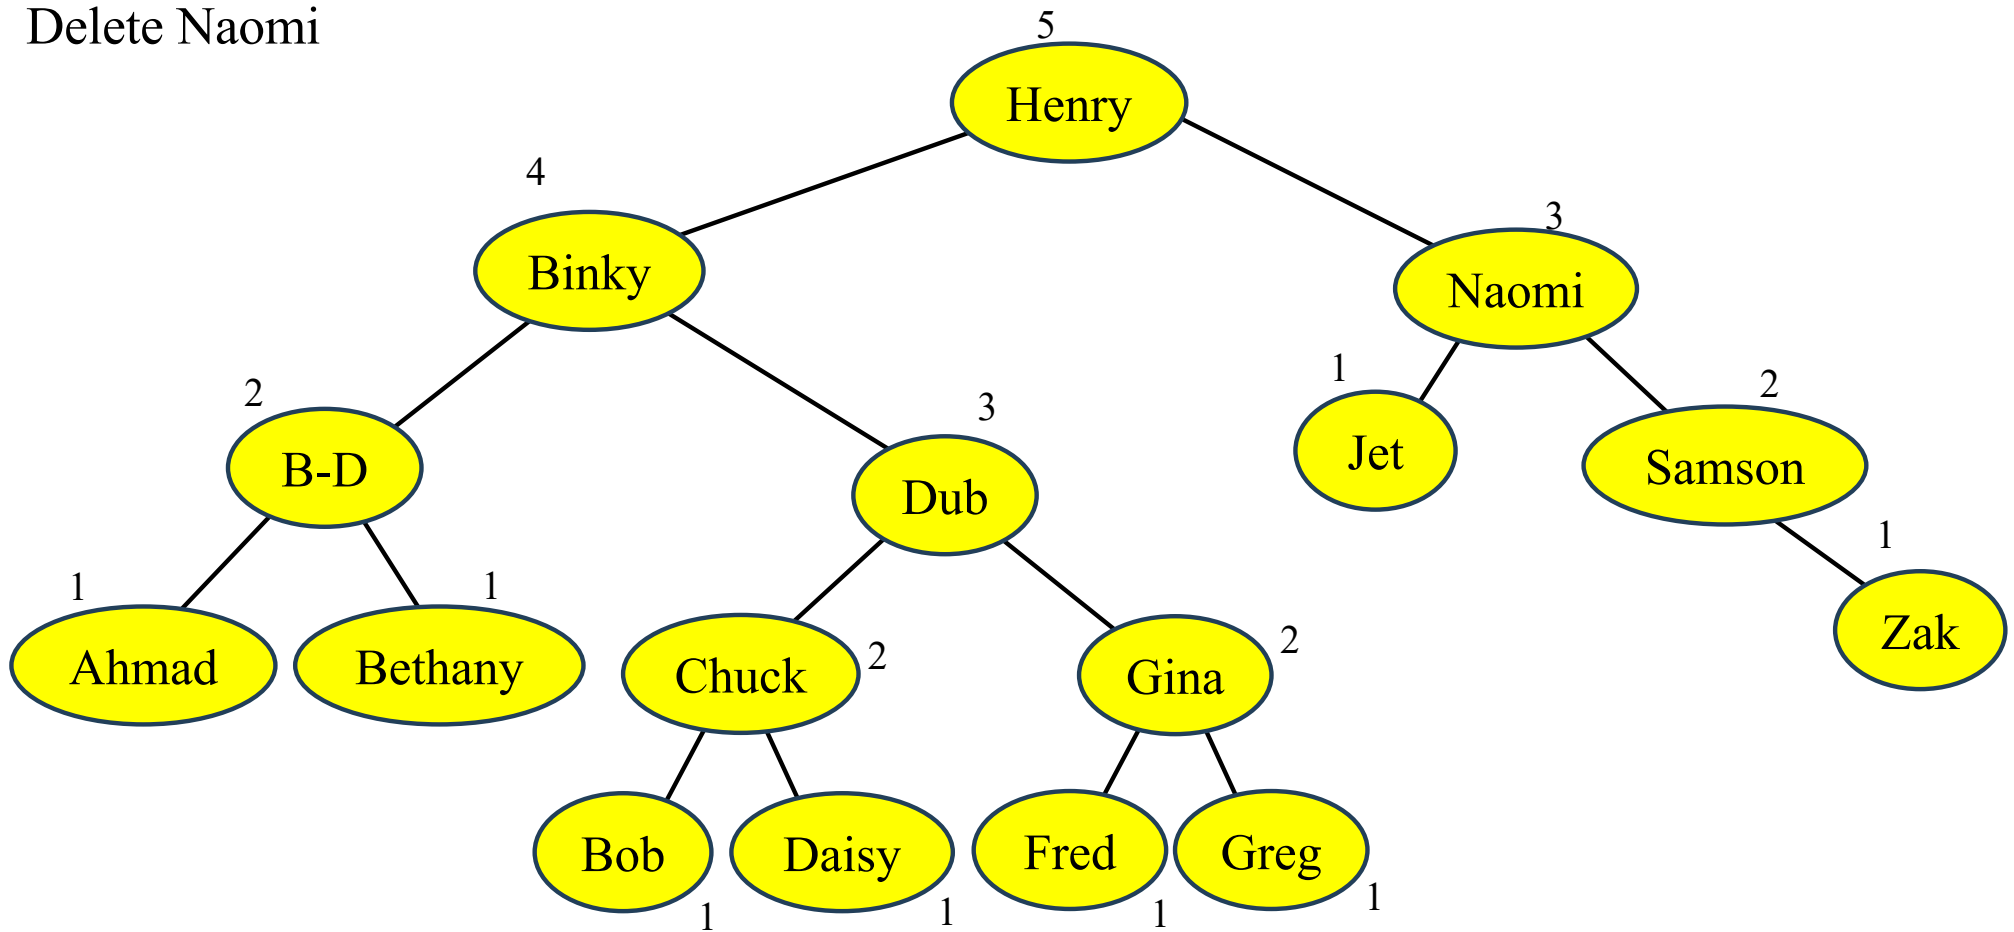 Delete Naomi
5
Henry
4
Binky
3
Naomi
2
B-D
3
Dub
1
Jet
2
Samson
1
Ahmad
1
Bethany
Chuck
2
Gina
2
1
Zak
Bob
1
Daisy
1
Fred
1
Greg
1